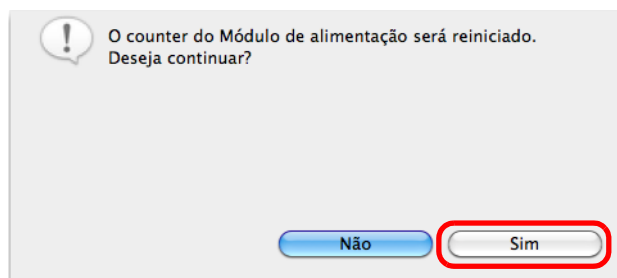 O counter do Módulo de alimentação será reiniciado.
Deseja continuar?
Não Sim